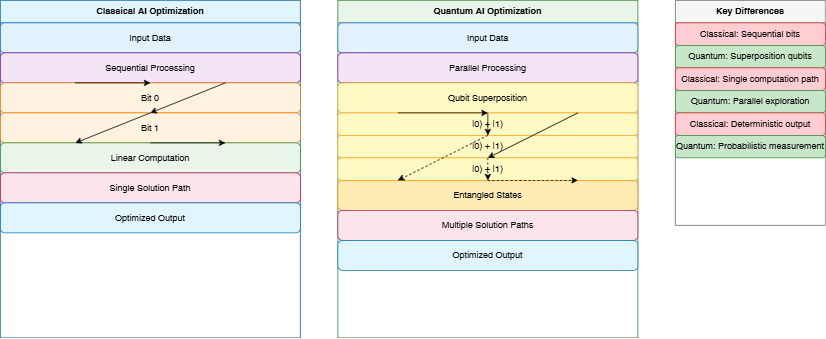 Classical AI Optimization
Input Data
Sequential Processing
Bit 0
Bit 1
Linear Computation
Single Solution Path
Optimized Output
Quantum AI Optimization
Input Data
Parallel Processing
Qubit Superposition
|0⟩ + |1⟩
|0⟩ + |1⟩
|0⟩ + |1⟩
Entangled States
Multiple Solution Paths
Optimized Output
Key Differences
Classical: Sequential bits
Quantum: Superposition qubits
Classical: Single computation path
Quantum: Parallel exploration
Classical: Deterministic output
Quantum: Probabilistic measurement